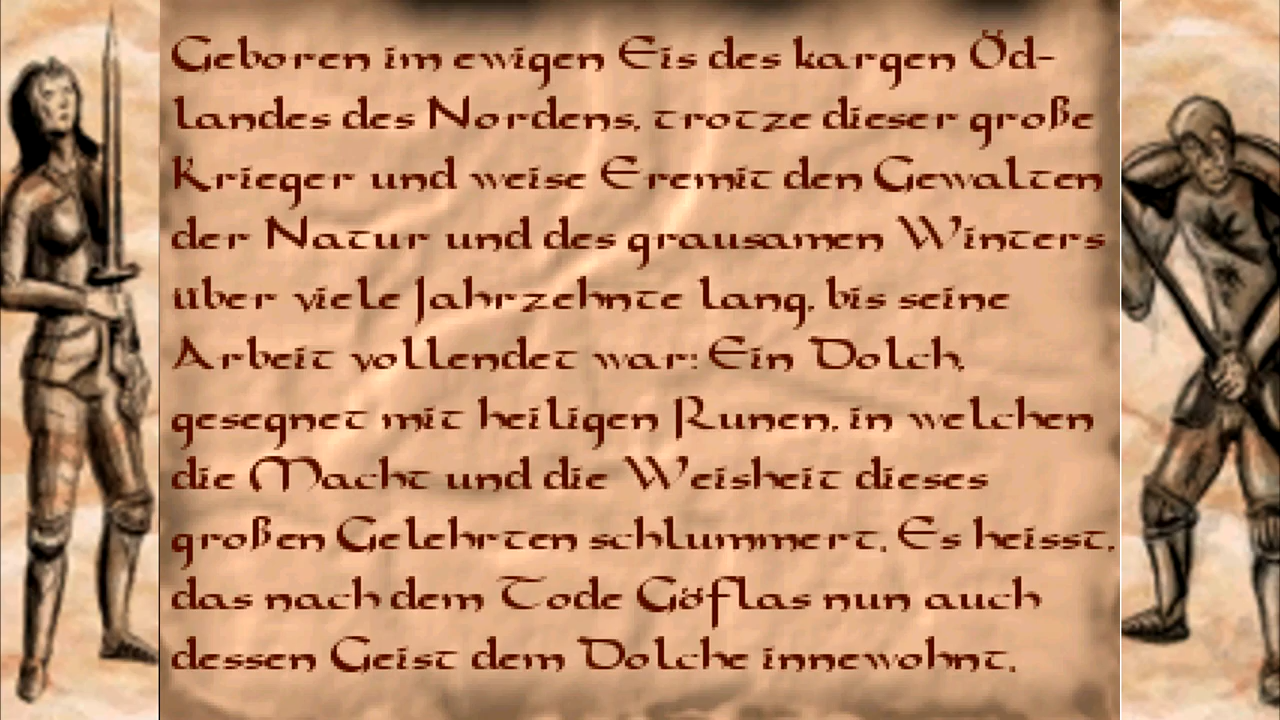 Geboren im ewigen Eis des kargen Öd-
landes des Nordens, trotze dieser große
Krieger und weise Eremit den Gewalten
der Natur und des grausamen Winters
über viele Jahrzehnte lang, bis seine
Arbeit vollendet war: Ein Dolch,
gesegnet mit heiligen Runen, in welchen
die Macht und die Weisheit dieses
großen Gelehrten schlummert. Es heisst,
das nach dem Tode Göflas nun auch
dessen Geist dem Dolche innewohnt.